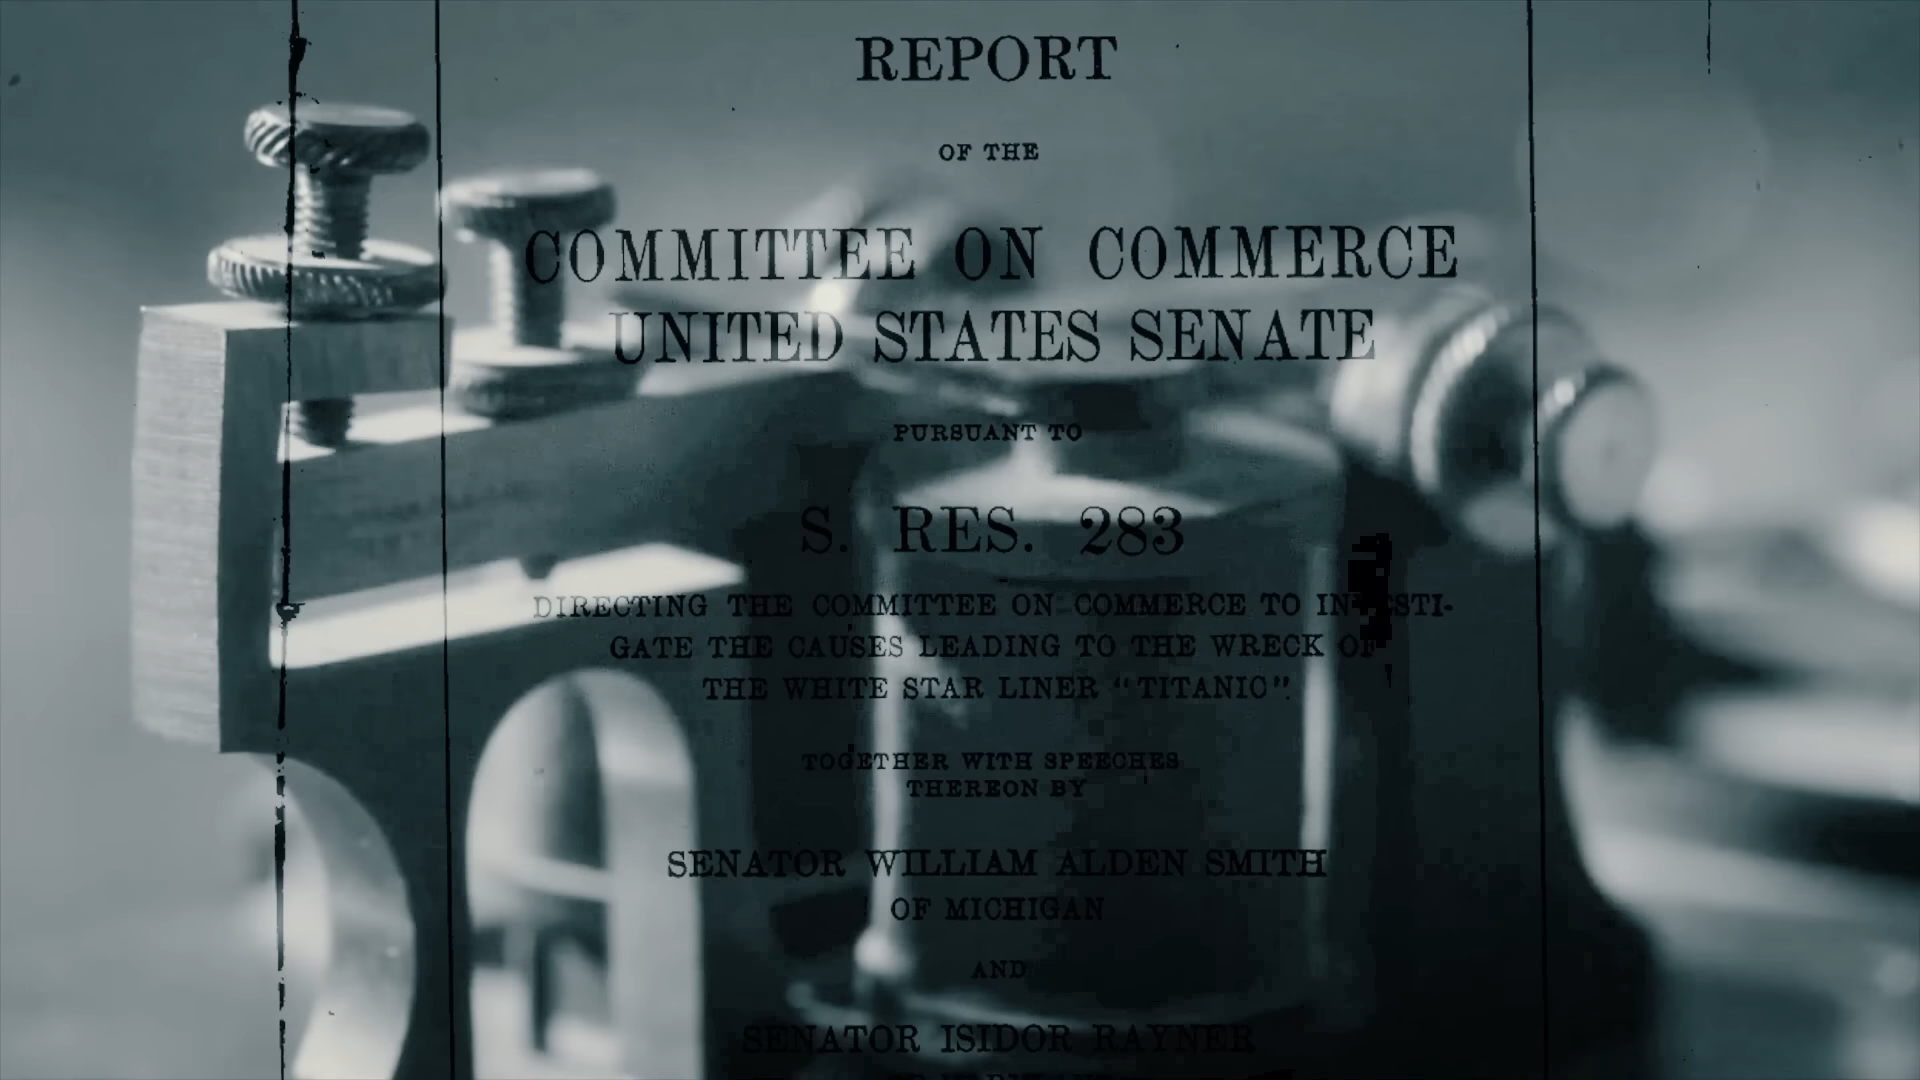 REPORT
OF THE
COMMITTEE ON COMMERCE
UNITED STATES SENATE
PURSUANT TO
S. RES. 283
DIRECTING THE COMMITTEE ON COMMERCE TO INVESTI-
GATE THE CAUSES LEADING TO THE WRECK OF
THE WHITE STAR LINER "TITANIC"
TOGETHER WITH SPEECHES
THEREON BY
SENATOR WILLIAM ALDEN SMITH
OF MICHIGAN
AND
SENATOR ISIDOR RAYNER